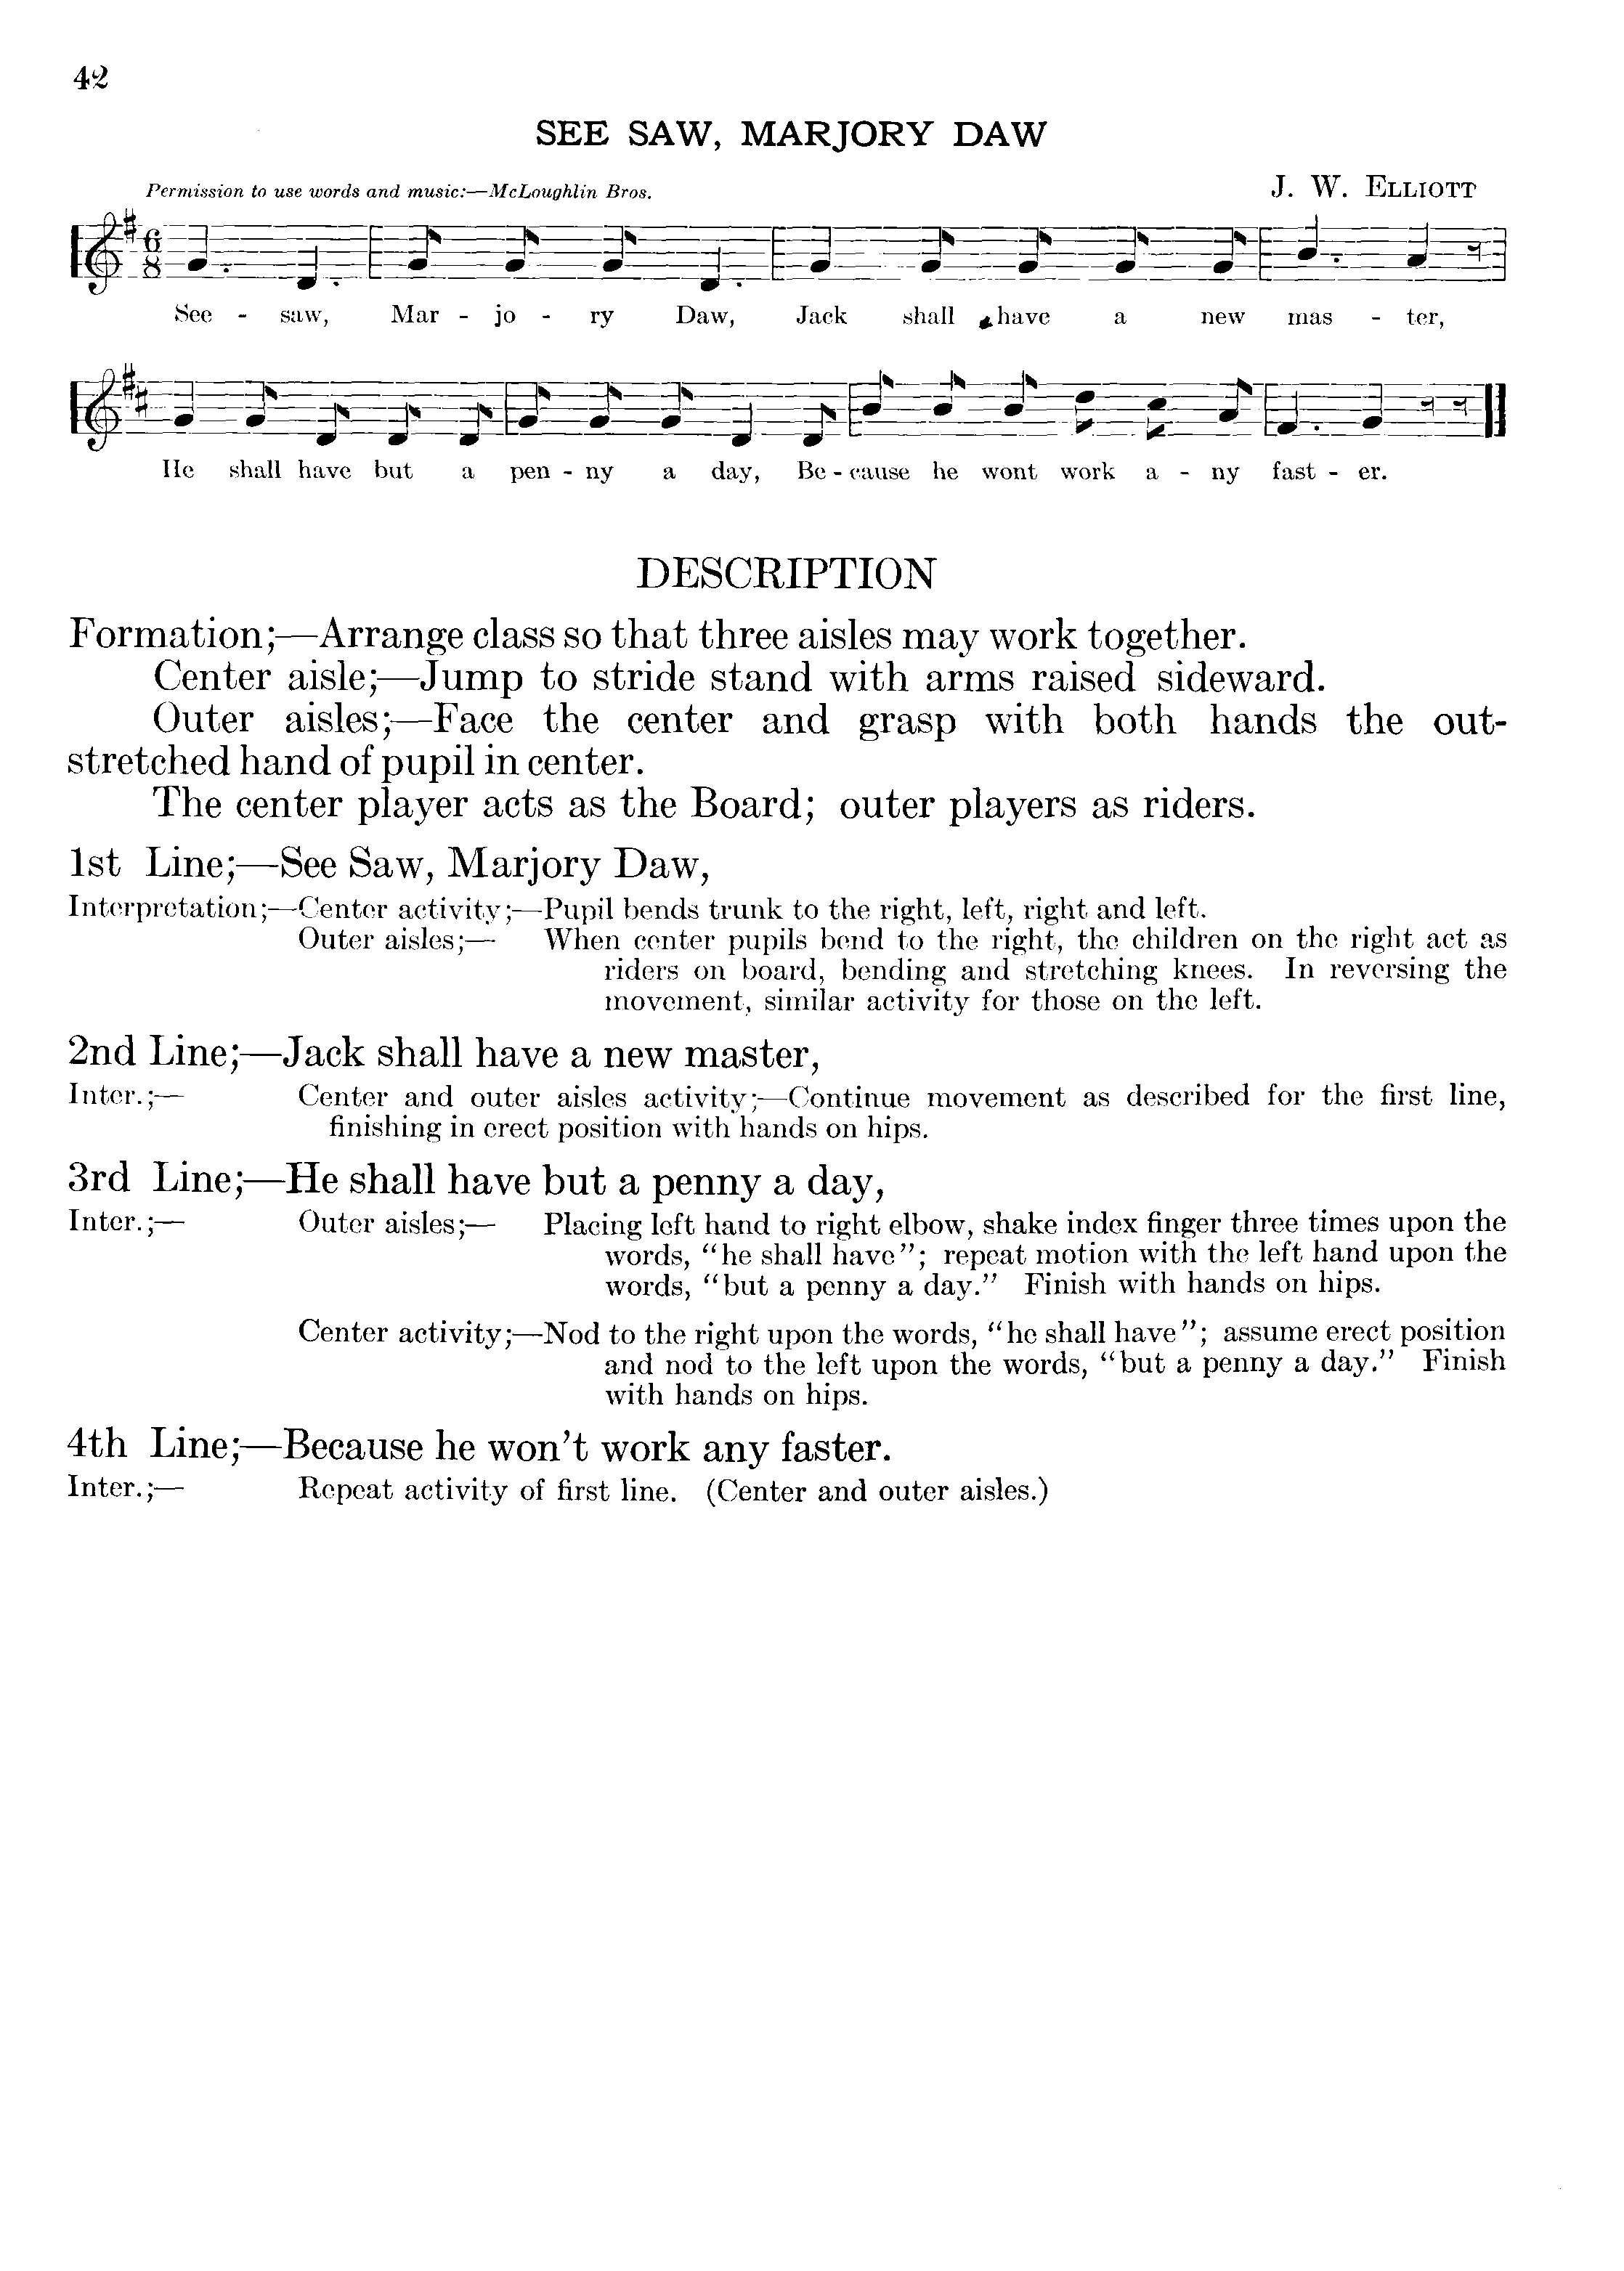 42
SEE SAW, MARJORY DAW
Permission to use words and music:—McLoughlin Bros.
J. W. ELLIOTT
6
8
See - saw, Mar - jo - ry Daw, Jack shall have a new mas - ter,
He shall have but a pen - ny a day, Be - cause he wont work a - ny fast - er.
DESCRIPTION
Formation;—Arrange class so that three aisles may work together.
Center aisle;—Jump to stride stand with arms raised sideward.
Outer aisles;—Face the center and grasp with both hands the out-
stretched hand of pupil in center.
The center player acts as the Board; outer players as riders.
1st Line;—See Saw, Marjory Daw,
Interpretation;—Center activity;—Pupil bends trunk to the right, left, right and left.
Outer aisles;— When center pupils bend to the right, the children on the right act as
riders on board, bending and stretching knees. In reversing the
movement, similar activity for those on the left.
2nd Line;—Jack shall have a new master,
Inter.;— Center and outer aisles activity;—Continue movement as described for the first line,
finishing in erect position with hands on hips.
3rd Line;—He shall have but a penny a day,
Inter.;— Outer aisles;— Placing left hand to right elbow, shake index finger three times upon the
words, "he shall have"; repeat motion with the left hand upon the
words, "but a penny a day." Finish with hands on hips.
Center activity;—Nod to the right upon the words, "he shall have"; assume erect position
and nod to the left upon the words, "but a penny a day." Finish
with hands on hips.
4th Line;—Because he won't work any faster.
Inter.;— Repeat activity of first line. (Center and outer aisles.)